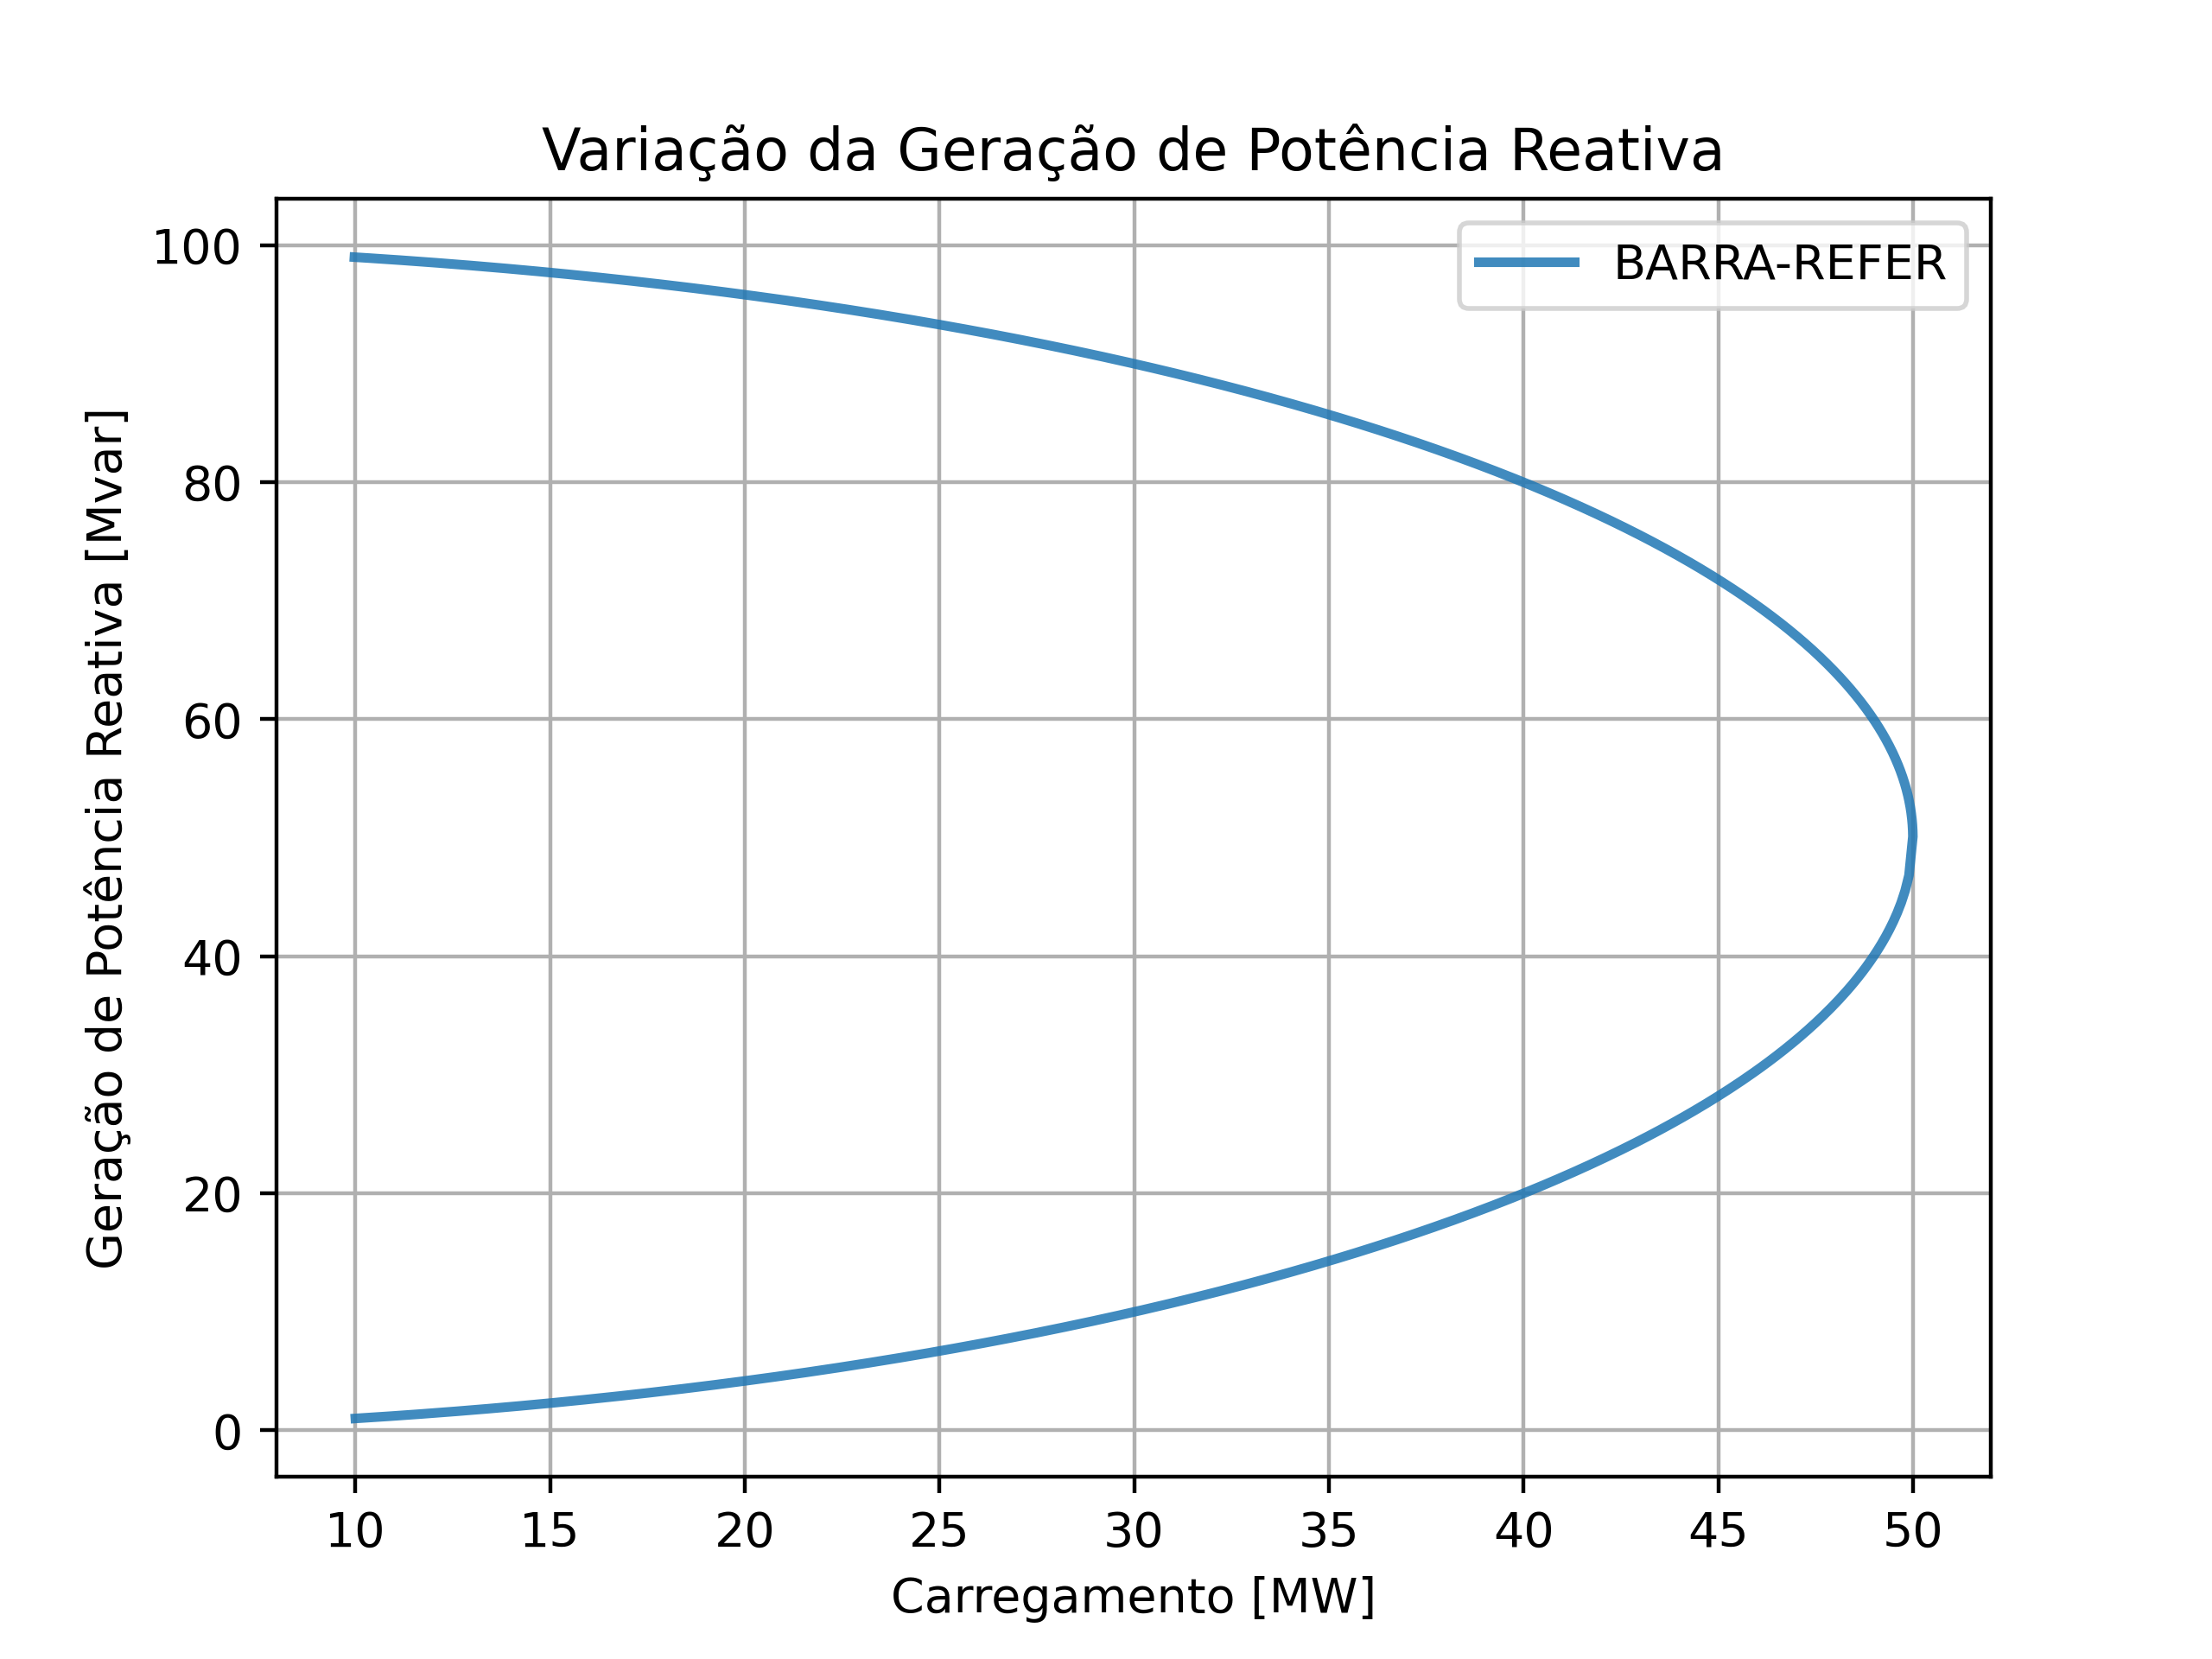 Variação da Geração de Potência Reativa
BARRA-REFER
Geração de Potência Reativa [Mvar]
100
80
60
40
20
0
10 15 20 25 30 35 40 45 50
Carregamento [MW]